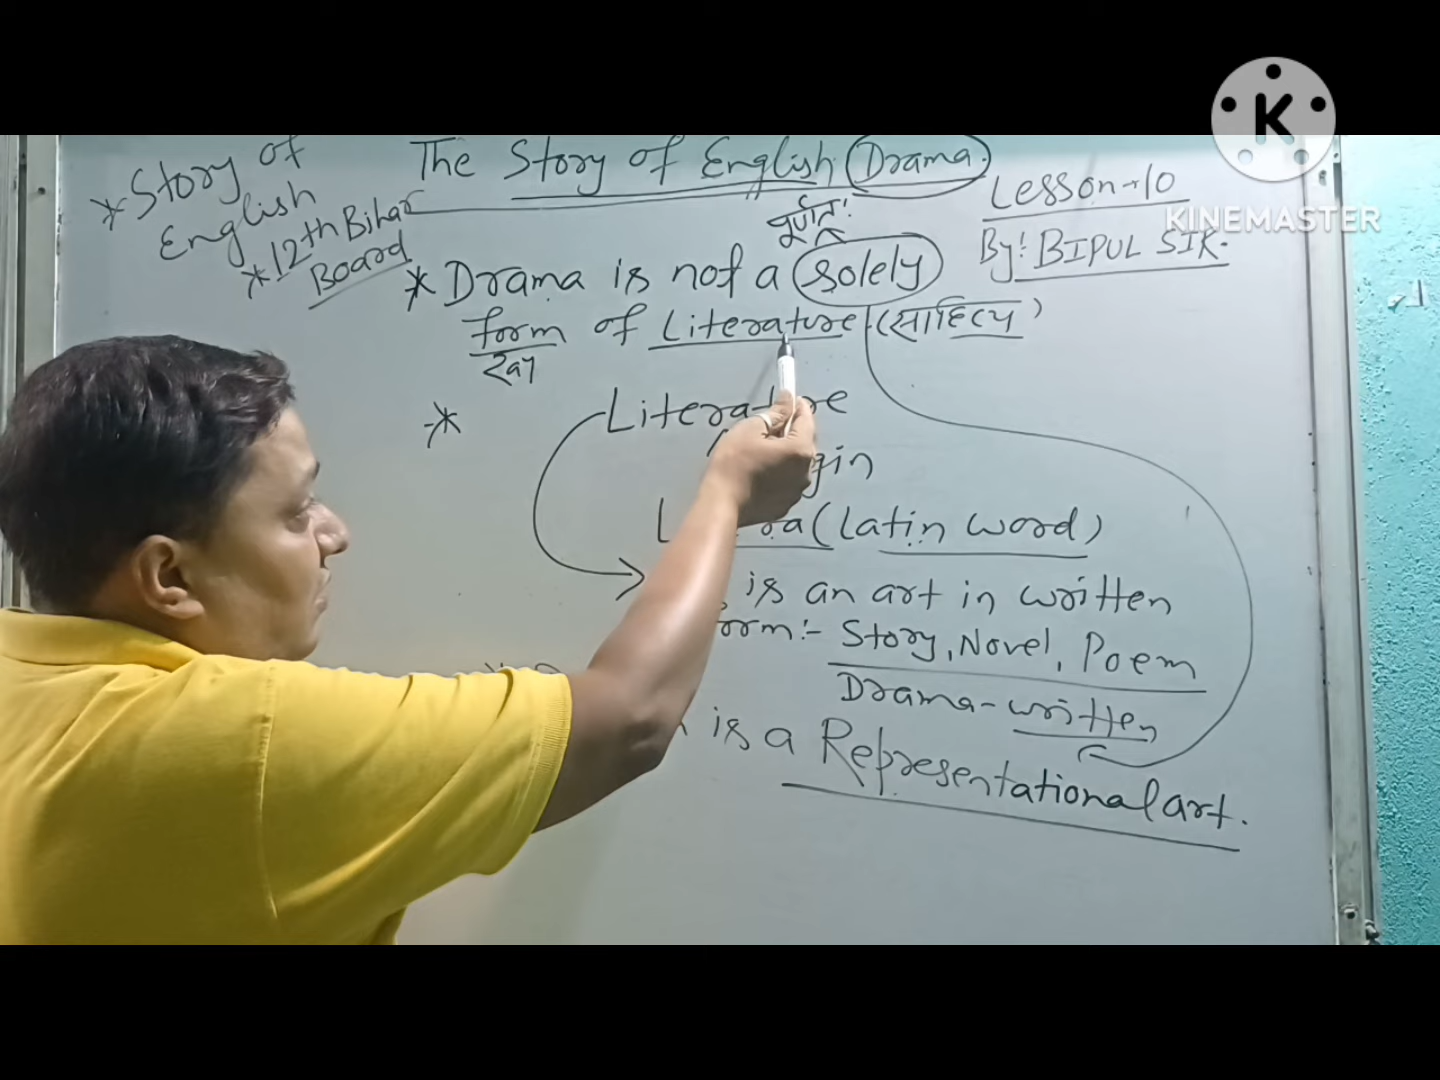 The Story of English Drama.
* Story of
English
* 12th Bihar
Board
Lesson-10
By:- BIPUL SIR.
पूर्णतः
* Drama is not a solely
form of Literature (साहित्य)
रूप
* Literature
(Latin word)
is an art in written
form:- Story, Novel, Poem
Drama - written
is a Representational art.
K
KINEMASTER